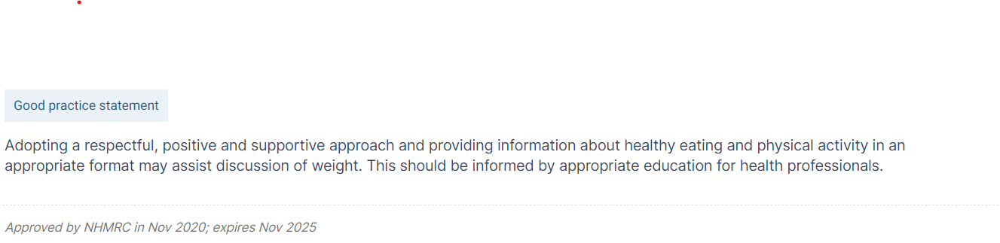 Good practice statement
Adopting a respectful, positive and supportive approach and providing information about healthy eating and physical activity in an
appropriate format may assist discussion of weight. This should be informed by appropriate education for health professionals.
Approved by NHMRC in Nov 2020; expires Nov 2025